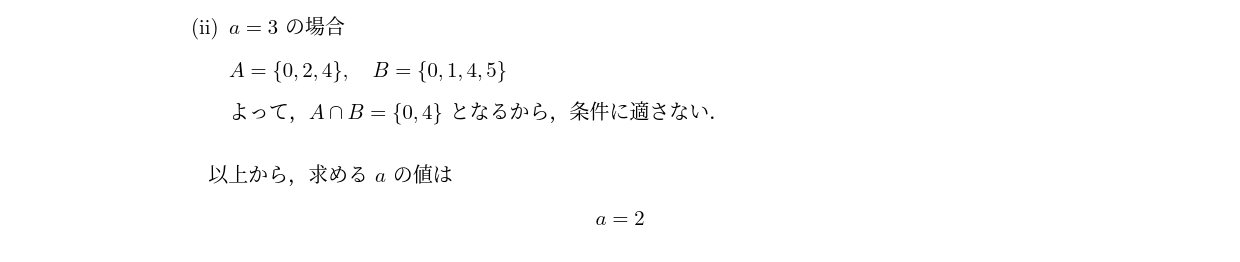 (ii) a = 3 の場合
A = {0, 2, 4}, B = {0, 1, 4, 5}
よって，A ∩ B = {0, 4} となるから，条件に適さない．
以上から，求める a の値は
a = 2